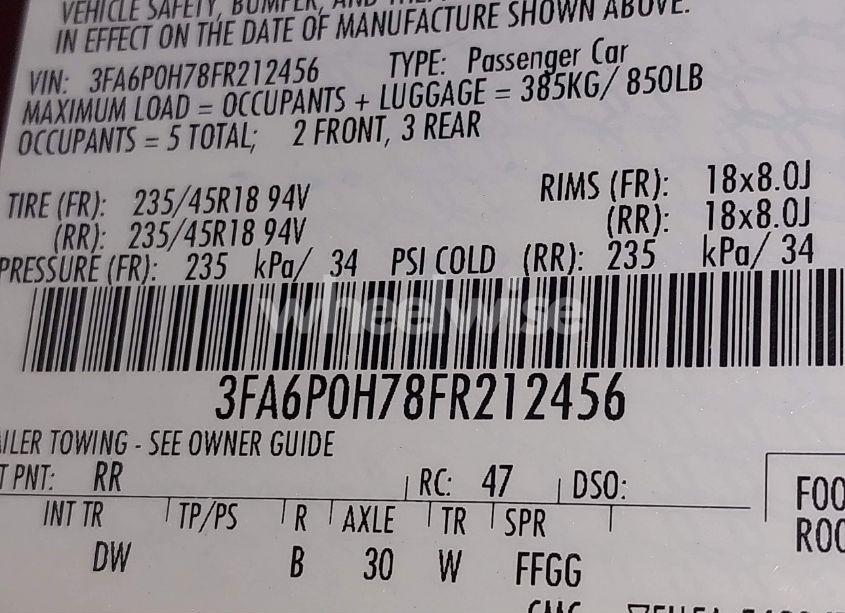 VEHICLE SAFETY, BUMPER, AND
IN EFFECT ON THE DATE OF MANUFACTURE SHOWN ABOVE.
VIN: 3FA6P0H78FR212456 TYPE: Passenger Car
MAXIMUM LOAD = OCCUPANTS + LUGGAGE = 385KG/ 850LB
OCCUPANTS = 5 TOTAL; 2 FRONT, 3 REAR
TIRE (FR): 235/45R18 94V RIMS (FR): 18x8.0J
(RR): 235/45R18 94V (RR): 18x8.0J
PRESSURE (FR): 235 kPa/ 34 PSI COLD (RR): 235 kPa/ 34
wheelwise
3FA6P0H78FR212456
AILER TOWING - SEE OWNER GUIDE
T PNT: RR RC: 47 DSO:
INT TR TP/PS R AXLE TR SPR
DW B 30 W FFGG
FOO
ROO